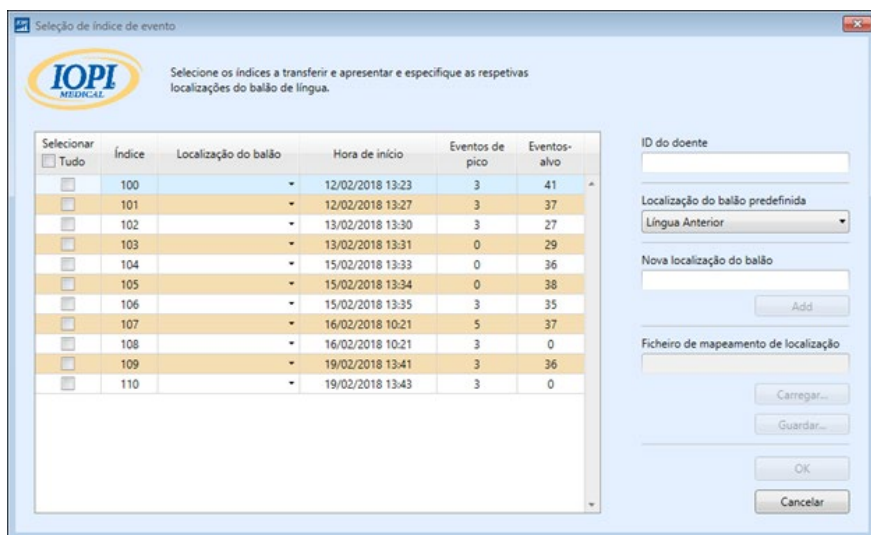 IOPI Seleção de índice de evento
IOPI
MEDICAL
Selecione os índices a transferir e apresentar e especifique as respetivas
localizações do balão de língua.
Selecionar
Tudo
Índice
Localização do balão
Hora de início
Eventos de
pico
Eventos-
alvo
100 12/02/2018 13:23 3 41
101 12/02/2018 13:27 3 37
102 13/02/2018 13:30 3 27
103 13/02/2018 13:31 0 29
104 15/02/2018 13:33 0 36
105 15/02/2018 13:34 0 38
106 15/02/2018 13:35 3 35
107 16/02/2018 10:21 5 37
108 16/02/2018 10:21 3 0
109 19/02/2018 13:41 3 36
110 19/02/2018 13:43 3 0
ID do doente
Localização do balão predefinida
Língua Anterior
Nova localização do balão
Add
Ficheiro de mapeamento de localização
Carregar...
Guardar...
OK
Cancelar